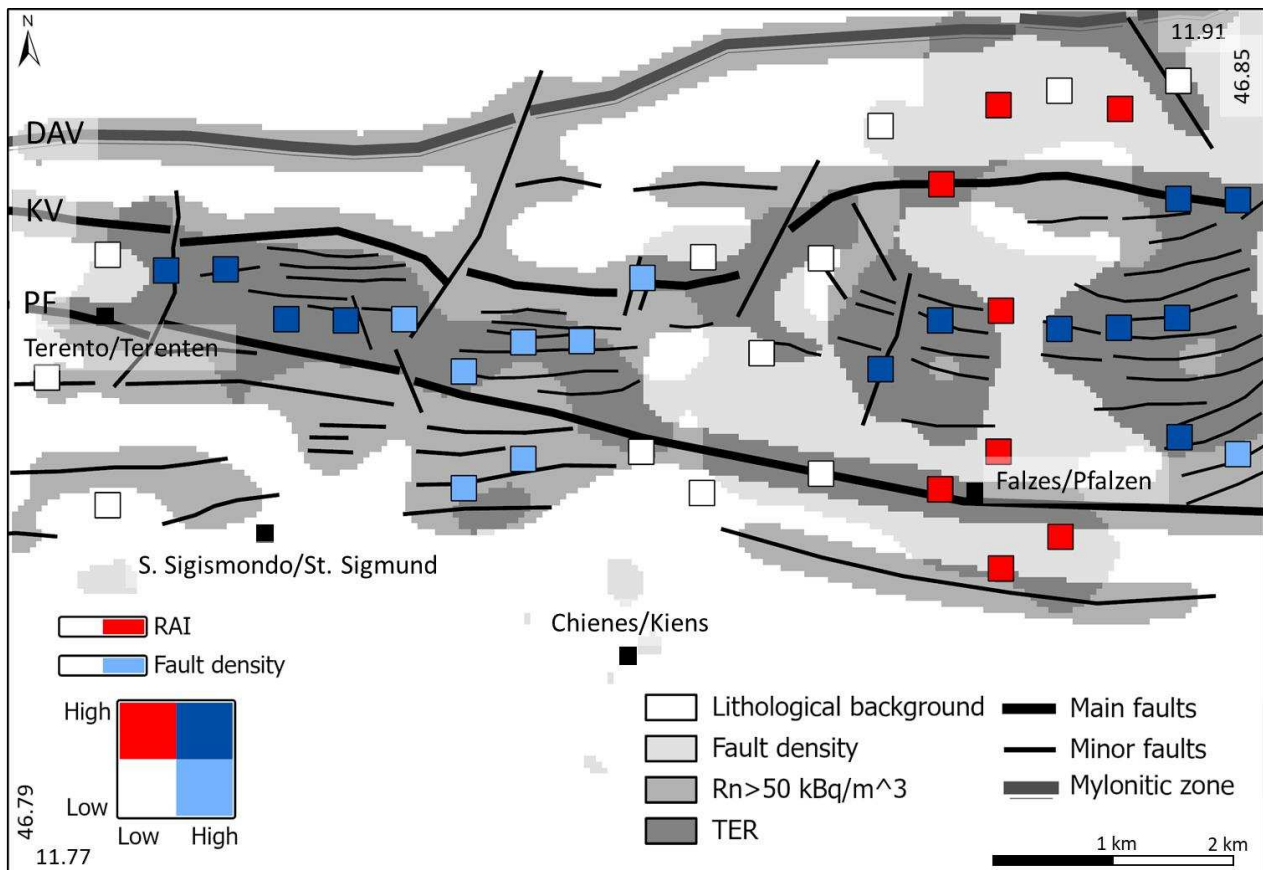 N
11.91
46.85
DAV
KV
PF
Terento/Terenten
Falzes/Pfalzen
S. Sigismondo/St. Sigmund
Chienes/Kiens
RAI
Fault density
High
Low
Low
High
46.79
11.77
Lithological background
Fault density
Rn>50 kBq/m^3
TER
Main faults
Minor faults
Mylonitic zone
1 km
2 km